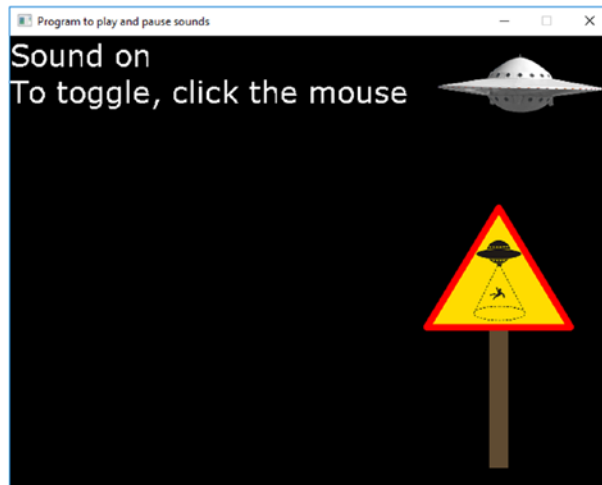 Program to play and pause sounds
Sound on
To toggle, click the mouse